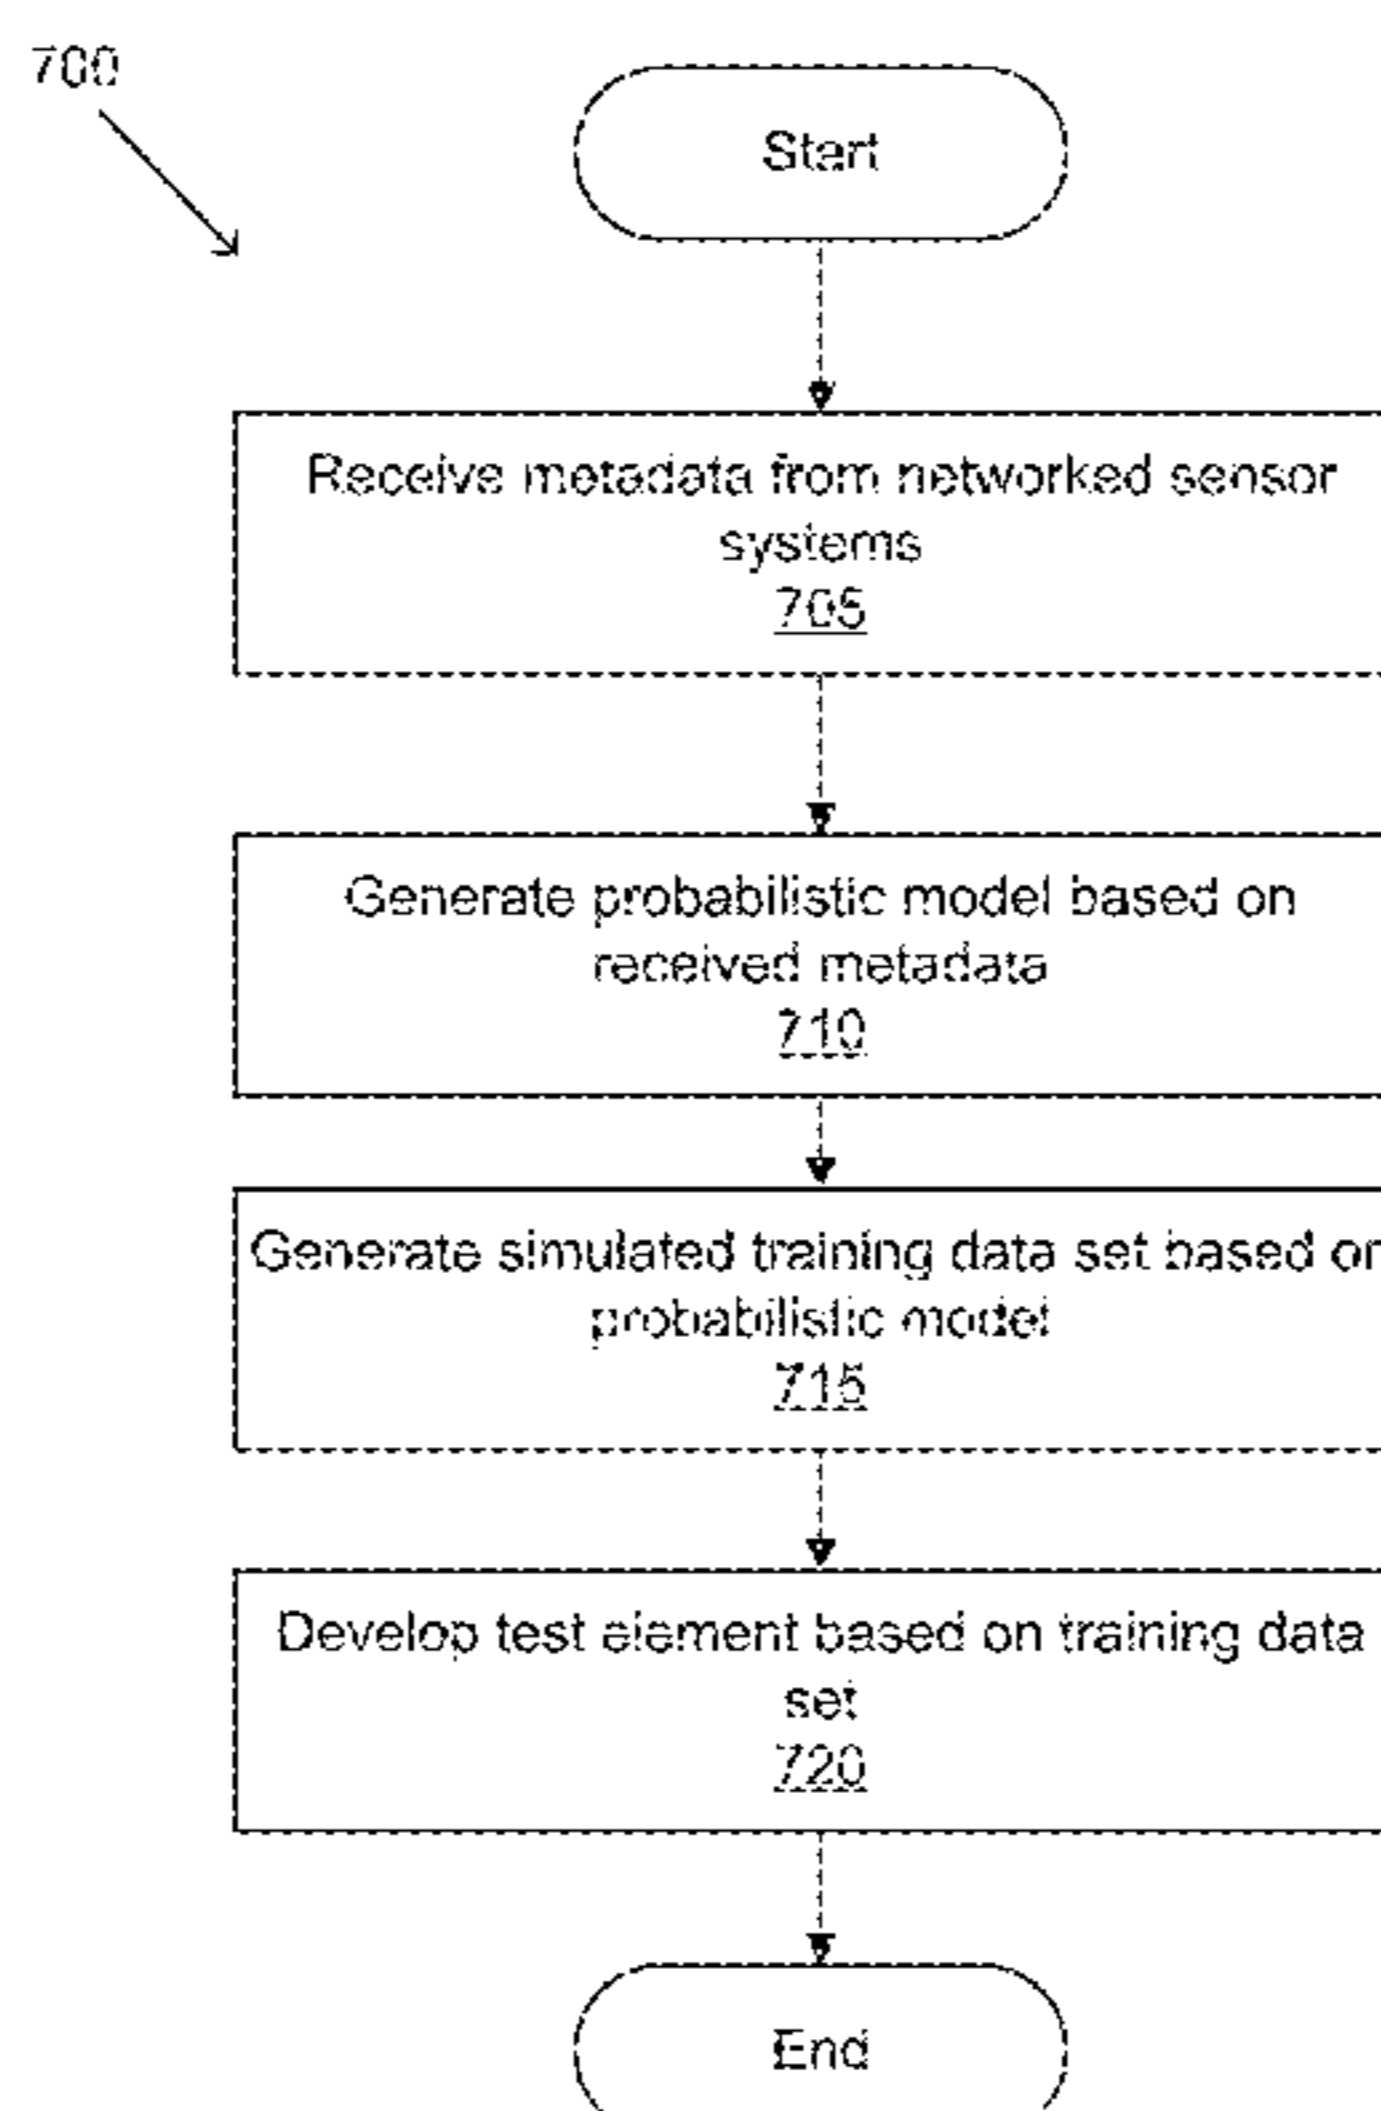 700
Start
Receive metadata from networked sensor
systems
705
Generate probabilistic model based on
received metadata
710
Generate simulated training data set based on
probabilistic model
715
Develop test element based on training data
set
720
End